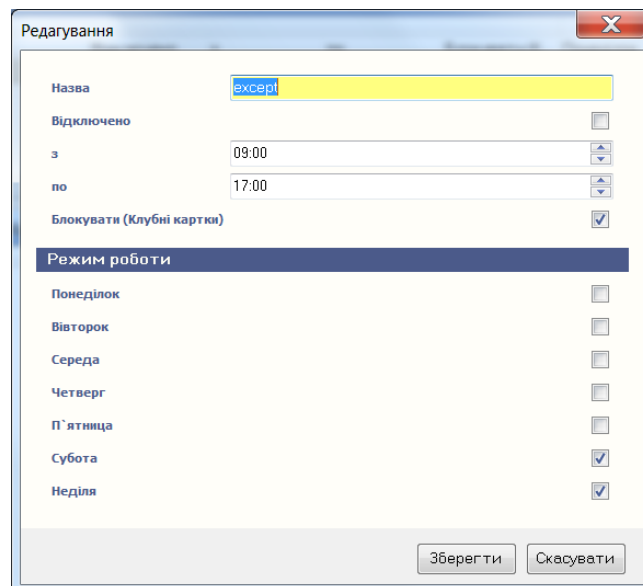 Редагування
Назва except
Відключено
з 09:00
по 17:00
Блокувати (Клубні картки)
Режим роботи
Понеділок
Вівторок
Середа
Четверг
П`ятница
Субота
Неділя
Зберегти Скасувати